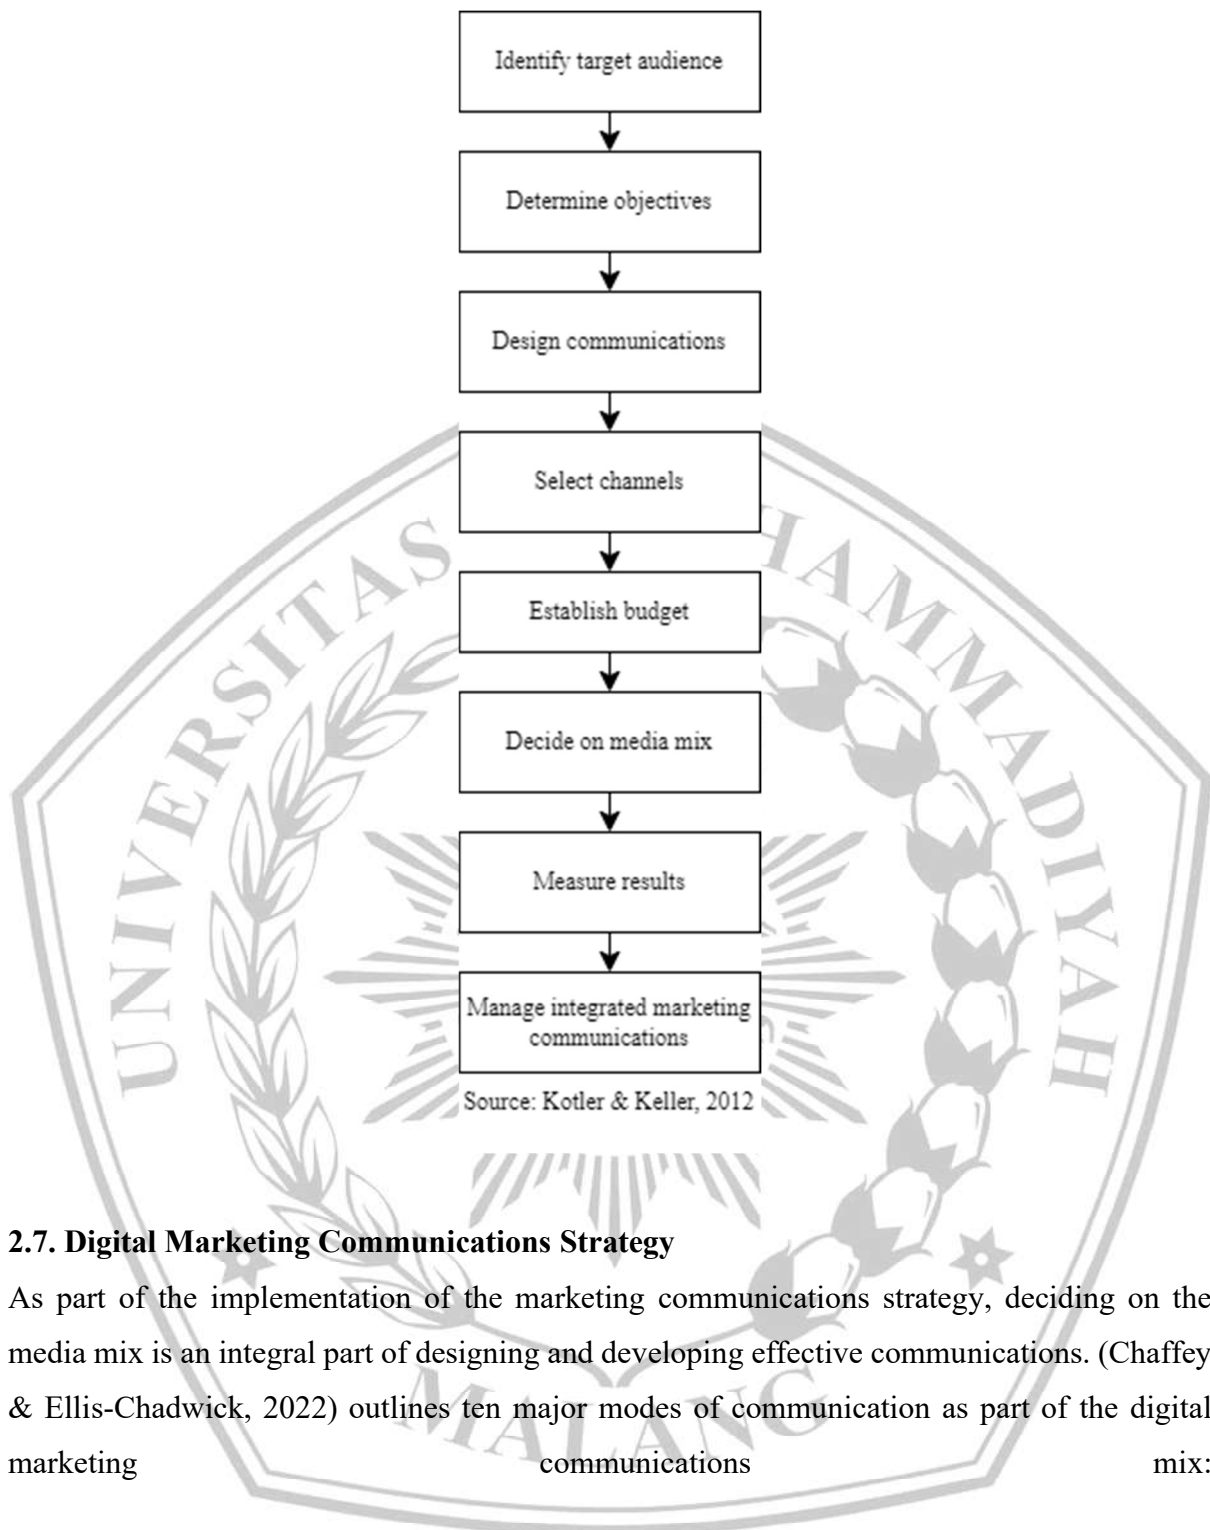 Identify target audience
Determine objectives
Design communications
Select channels
Establish budget
Decide on media mix
Measure results
Manage integrated marketing
communications
Source: Kotler & Keller, 2012
UNIVERSITAS
HAMMADIYAH
MALANG
2.7. Digital Marketing Communications Strategy
As part of the implementation of the marketing communications strategy, deciding on the
media mix is an integral part of designing and developing effective communications. (Chaffey
& Ellis-Chadwick, 2022) outlines ten major modes of communication as part of the digital
marketing communications mix: